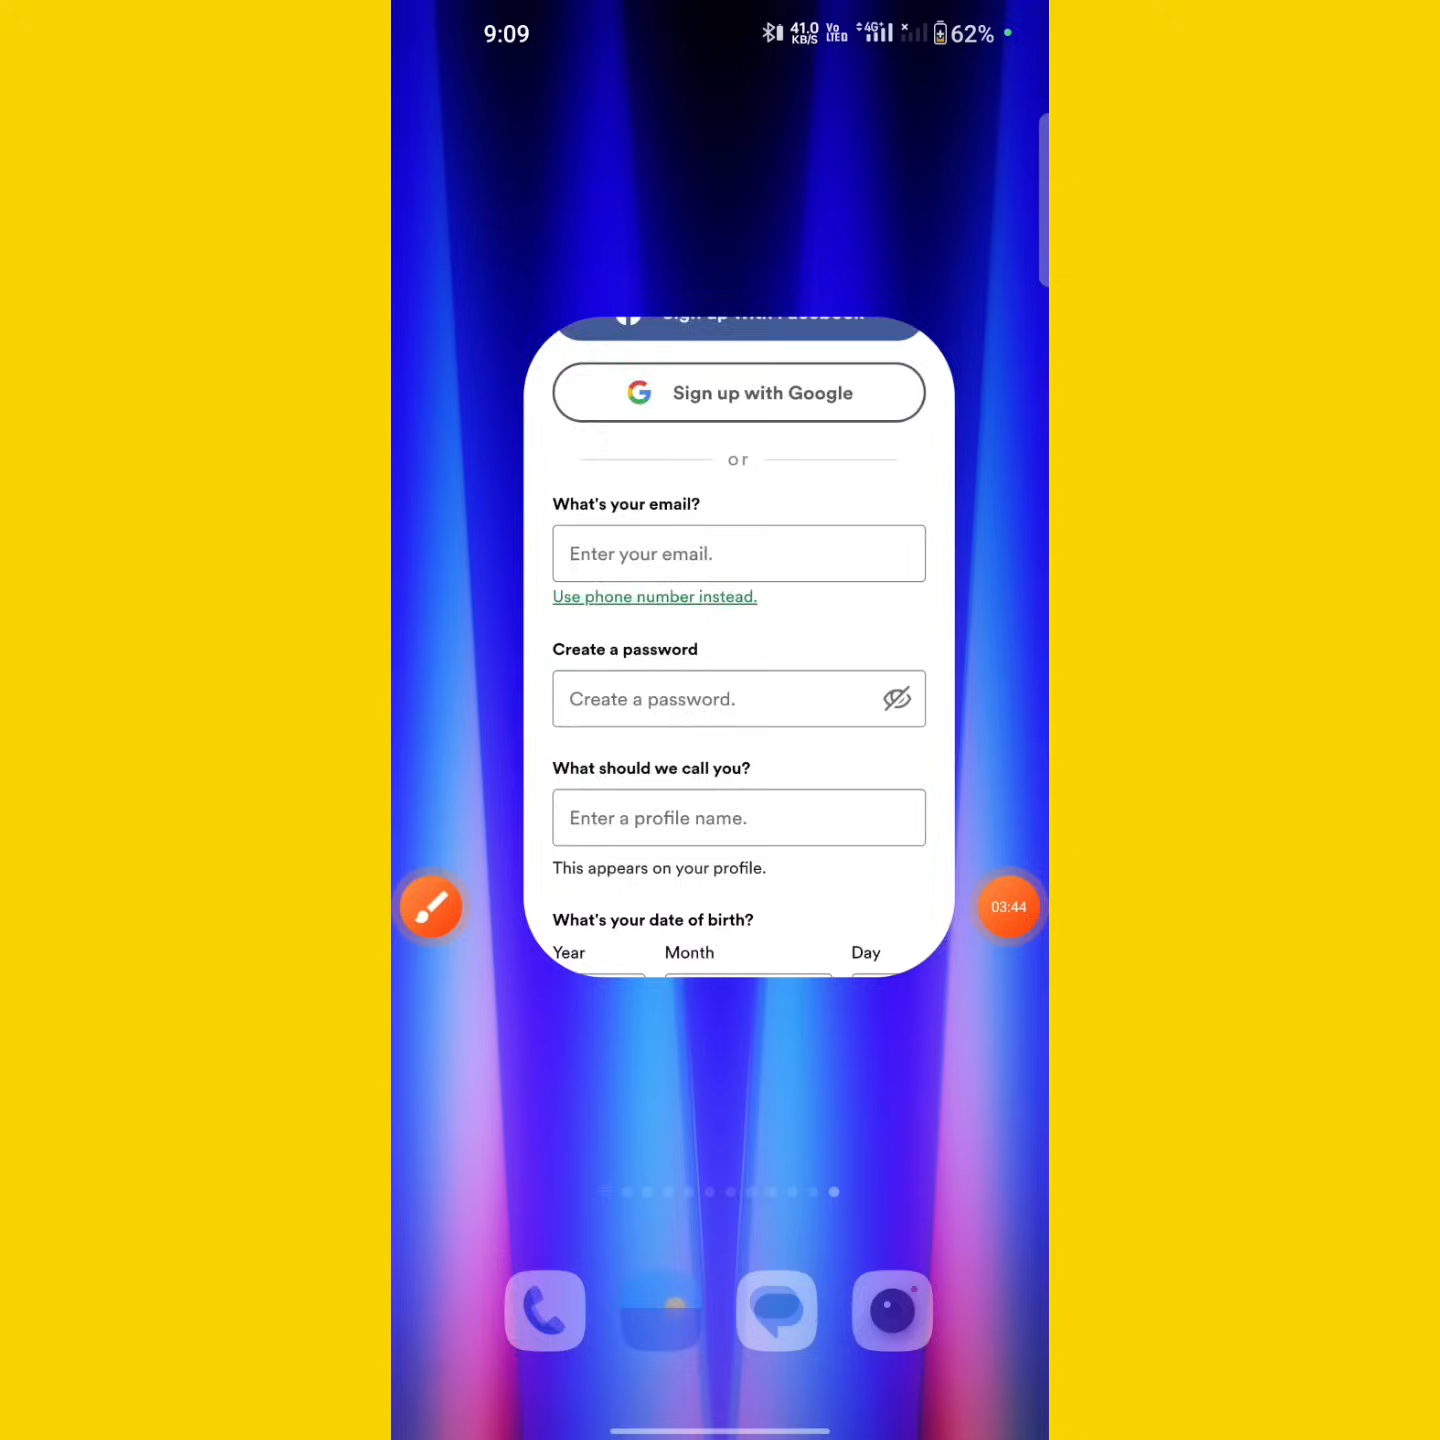 9:09
41.0 KB/S
Vo LTED
4G+
62%
Sign up with Facebook
Sign up with Google
or
What's your email?
Enter your email.
Use phone number instead.
Create a password
Create a password.
What should we call you?
Enter a profile name.
This appears on your profile.
03:44
What's your date of birth?
Year Month Day